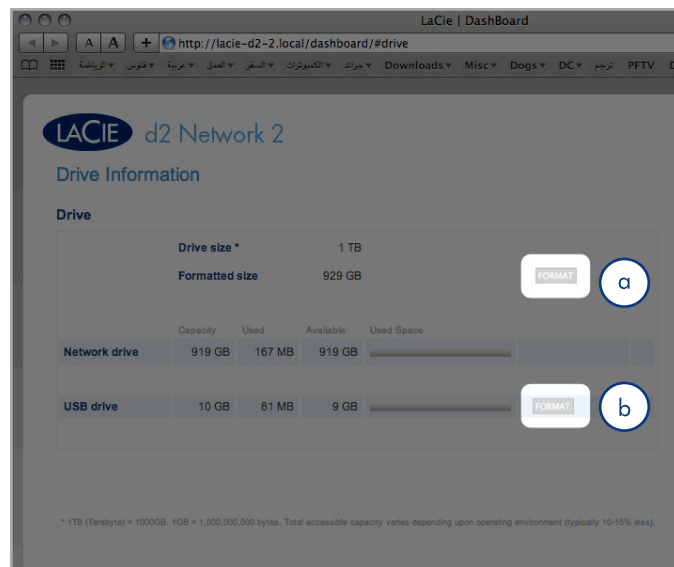 LaCie | DashBoard
A A + http://lacie-d2-2.local/dashboard/#drive
الرياضة فلوس عربية العمل السفر الكمبيوترات جرائد Downloads Misc Dogs DC ترجم PFTV D
LACIE d2 Network 2
Drive Information
Drive
Drive size * 1 TB
Formatted size 929 GB FORMAT a
Capacity Used Available Used Space
Network drive 919 GB 167 MB 919 GB
USB drive 10 GB 81 MB 9 GB FORMAT b
* 1TB (Terabyte) = 1000GB. 1GB = 1,000,000,000 bytes. Total accessible capacity varies depending upon operating environment (typically 10-15% less).